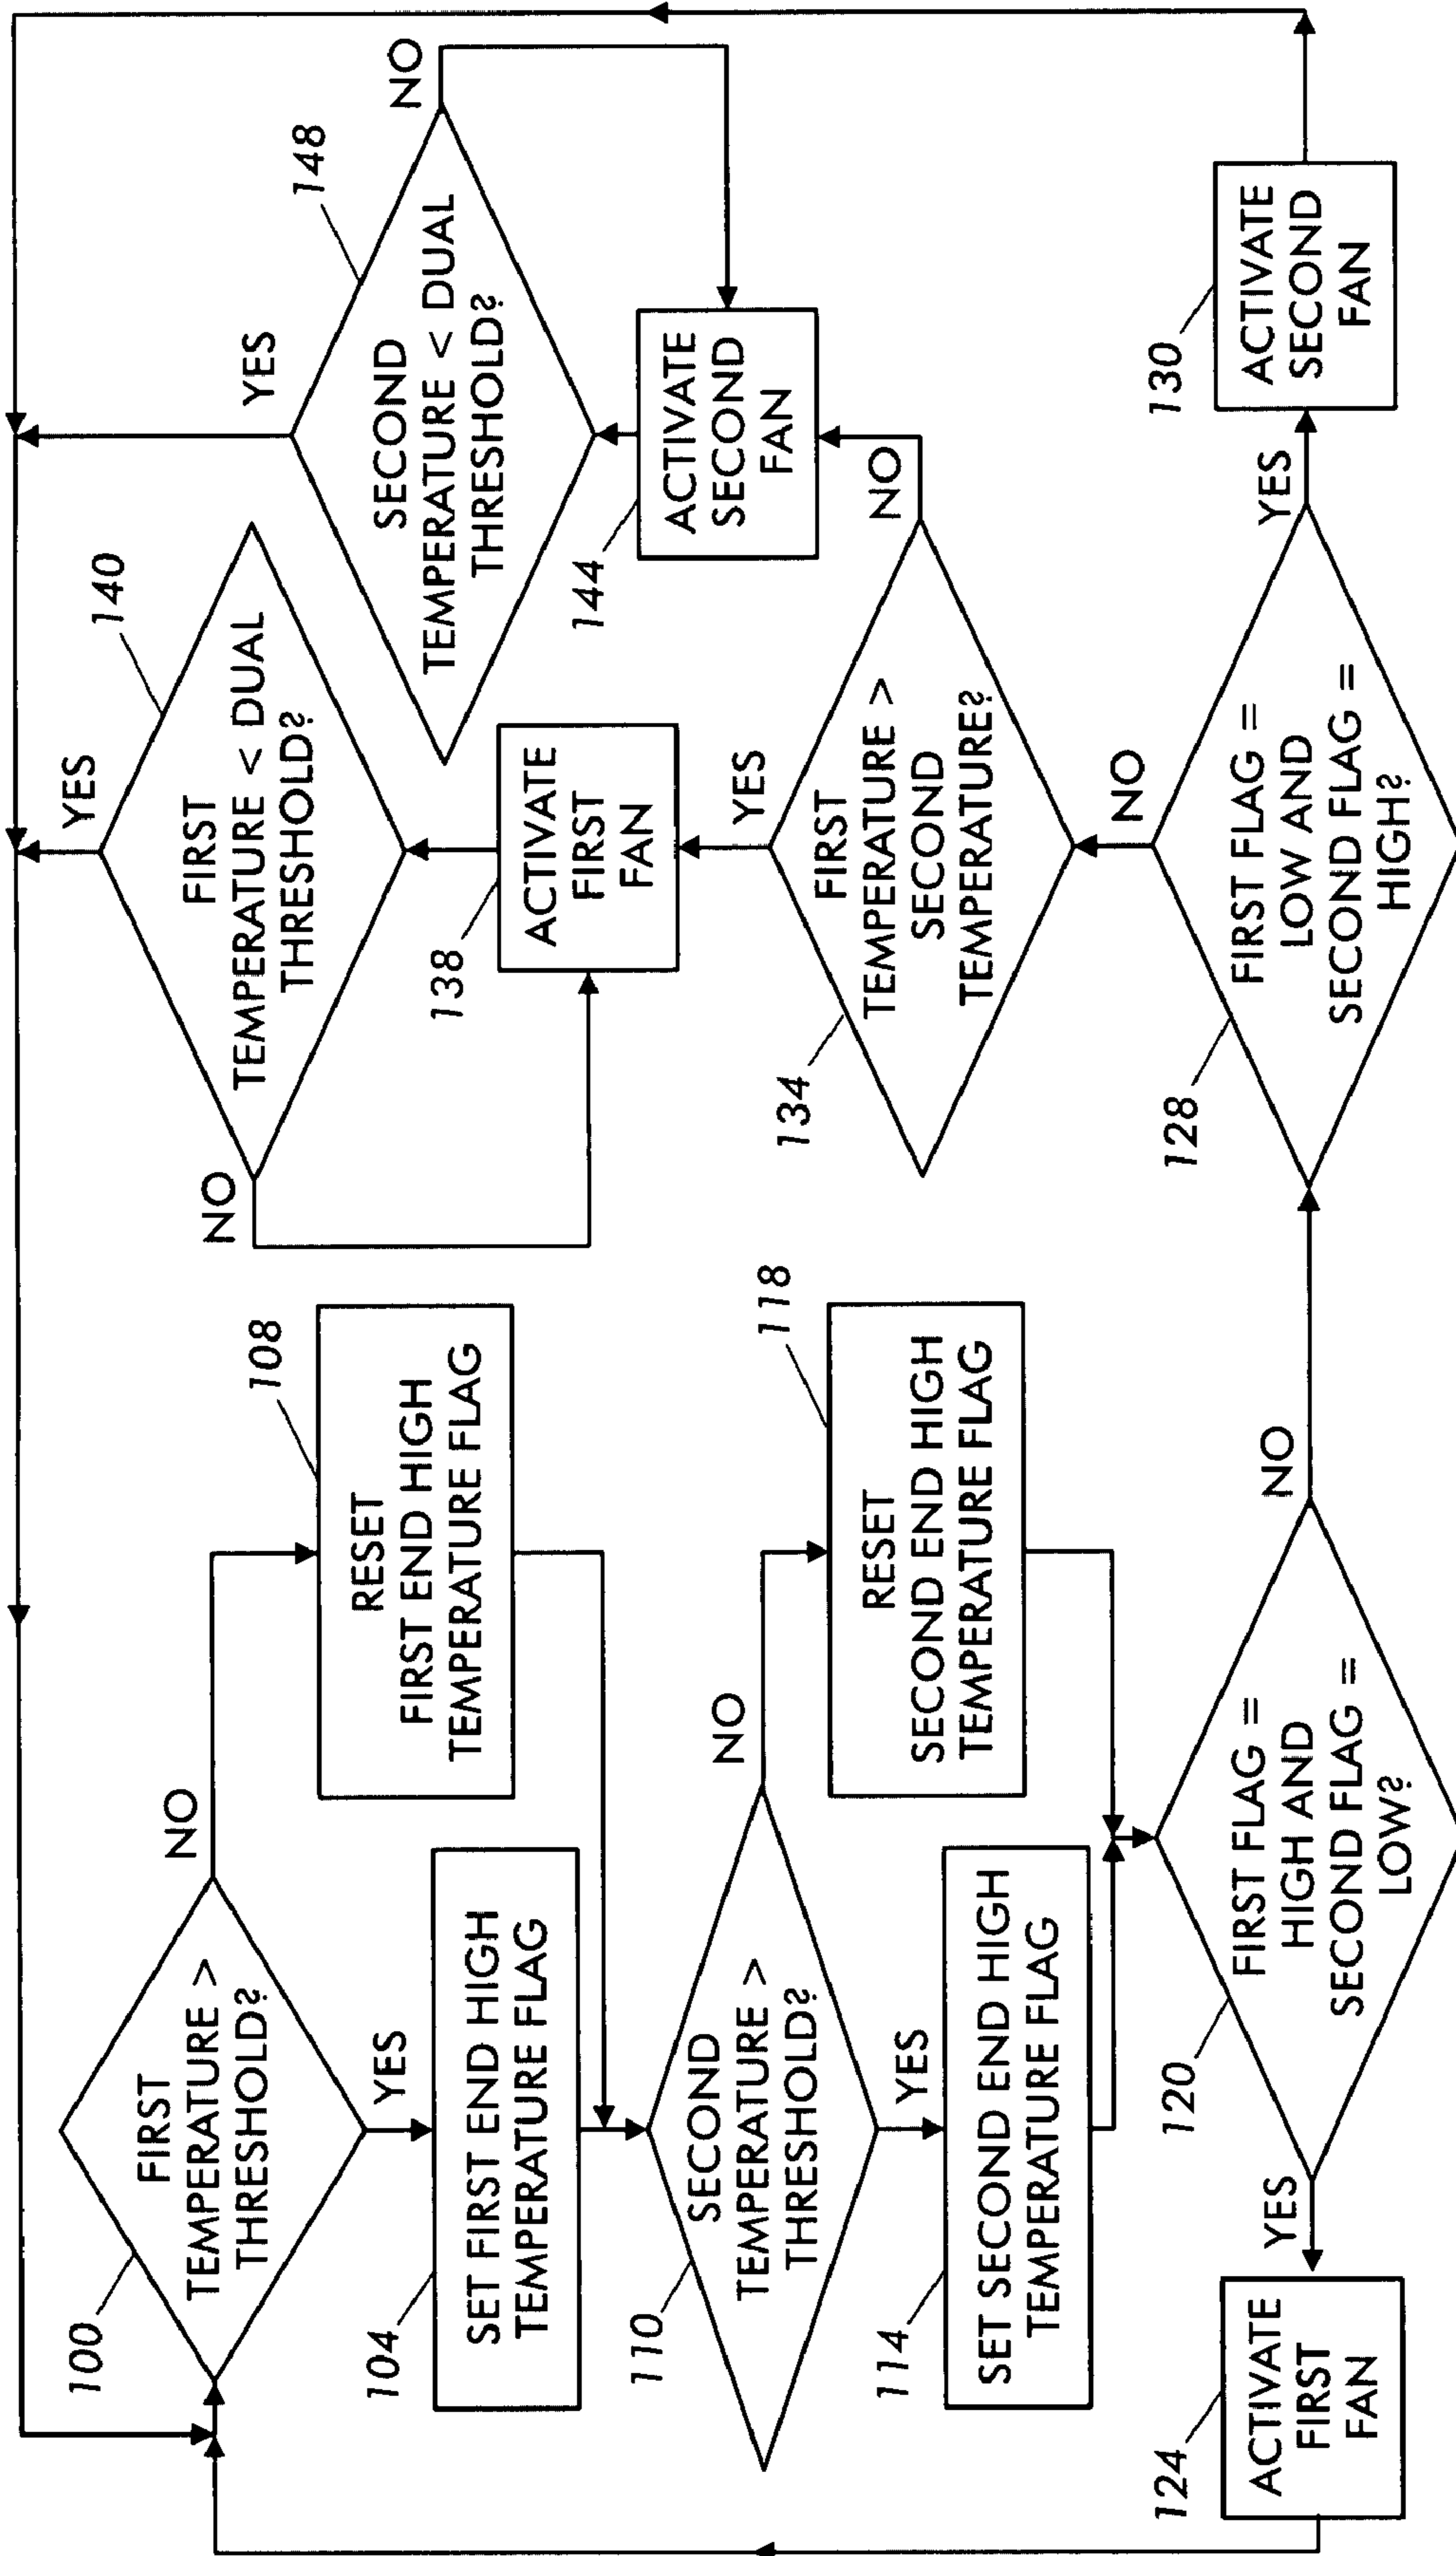 100
FIRST
TEMPERATURE >
THRESHOLD?
NO
YES
108
RESET
FIRST END HIGH
TEMPERATURE FLAG
104
SET FIRST END HIGH
TEMPERATURE FLAG
110
SECOND
TEMPERATURE >
THRESHOLD?
NO
YES
118
RESET
SECOND END HIGH
TEMPERATURE FLAG
114
SET SECOND END HIGH
TEMPERATURE FLAG
120
FIRST FLAG =
HIGH AND
SECOND FLAG =
LOW?
YES
NO
124
ACTIVATE
FIRST
FAN
128
FIRST FLAG =
LOW AND
SECOND FLAG =
HIGH?
NO
YES
130
ACTIVATE
SECOND
FAN
134
FIRST
TEMPERATURE >
SECOND
TEMPERATURE?
YES
NO
138
ACTIVATE
FIRST
FAN
140
FIRST
TEMPERATURE < DUAL
THRESHOLD?
YES
NO
144
ACTIVATE
SECOND
FAN
148
SECOND
TEMPERATURE < DUAL
THRESHOLD?
YES
NO